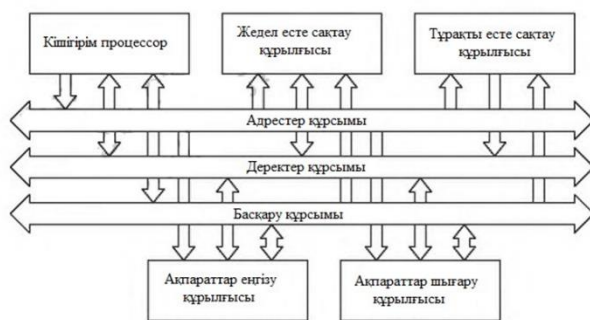 Кішігірім процессор
Жедел есте сақтау
құрылғысы
Тұрақты есте сақтау
құрылғысы
Адрестер құрсымы
Деректер құрсымы
Басқару құрсымы
Ақпараттар еңгізу
құрылғысы
Ақпараттар шығару
құрылғысы